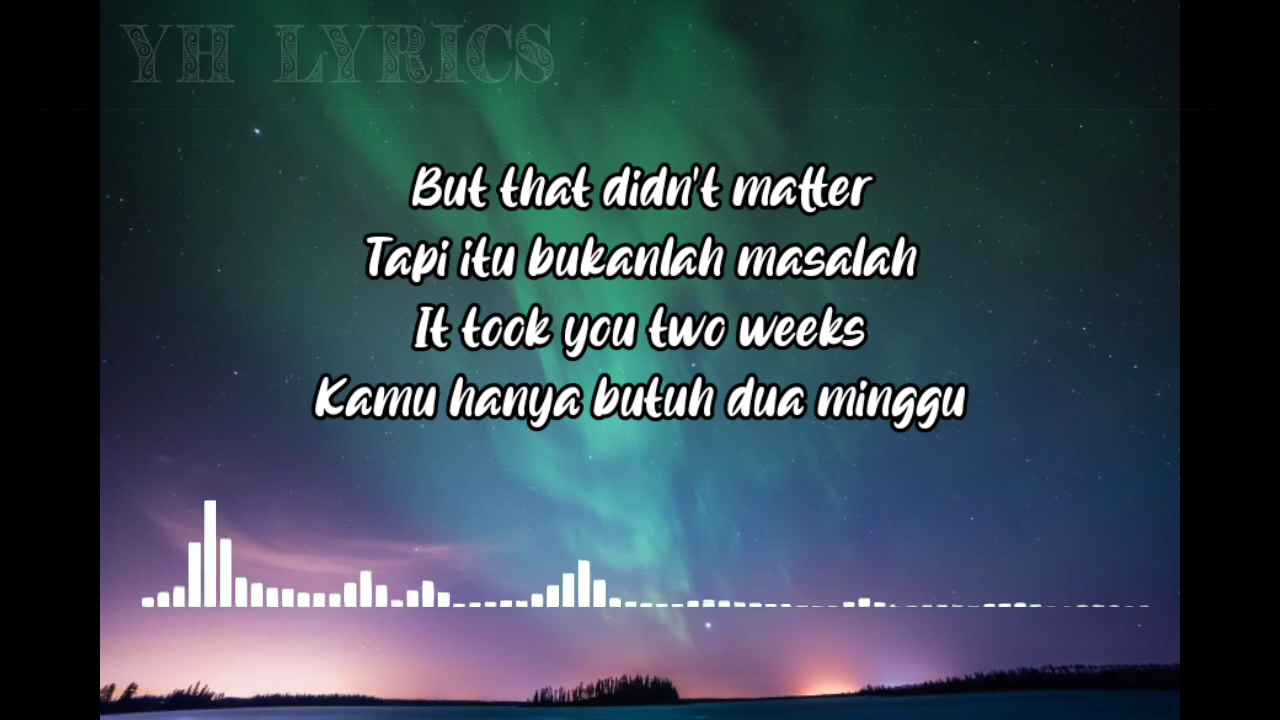 YH LYRICS
But that didn't matter
Tapi itu bukanlah masalah
It took you two weeks
Kamu hanya butuh dua minggu